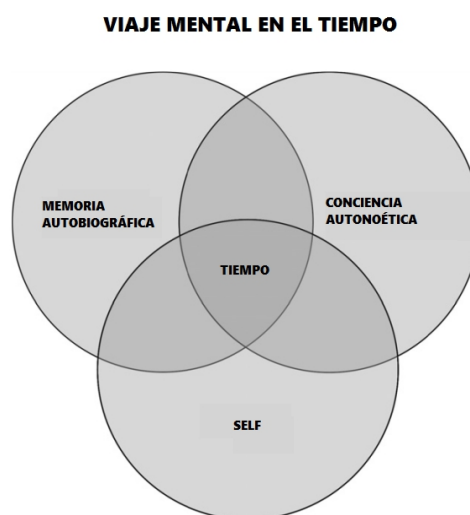 VIAJE MENTAL EN EL TIEMPO
MEMORIA
AUTOBIOGRÁFICA
CONCIENCIA
AUTONOÉTICA
TIEMPO
SELF